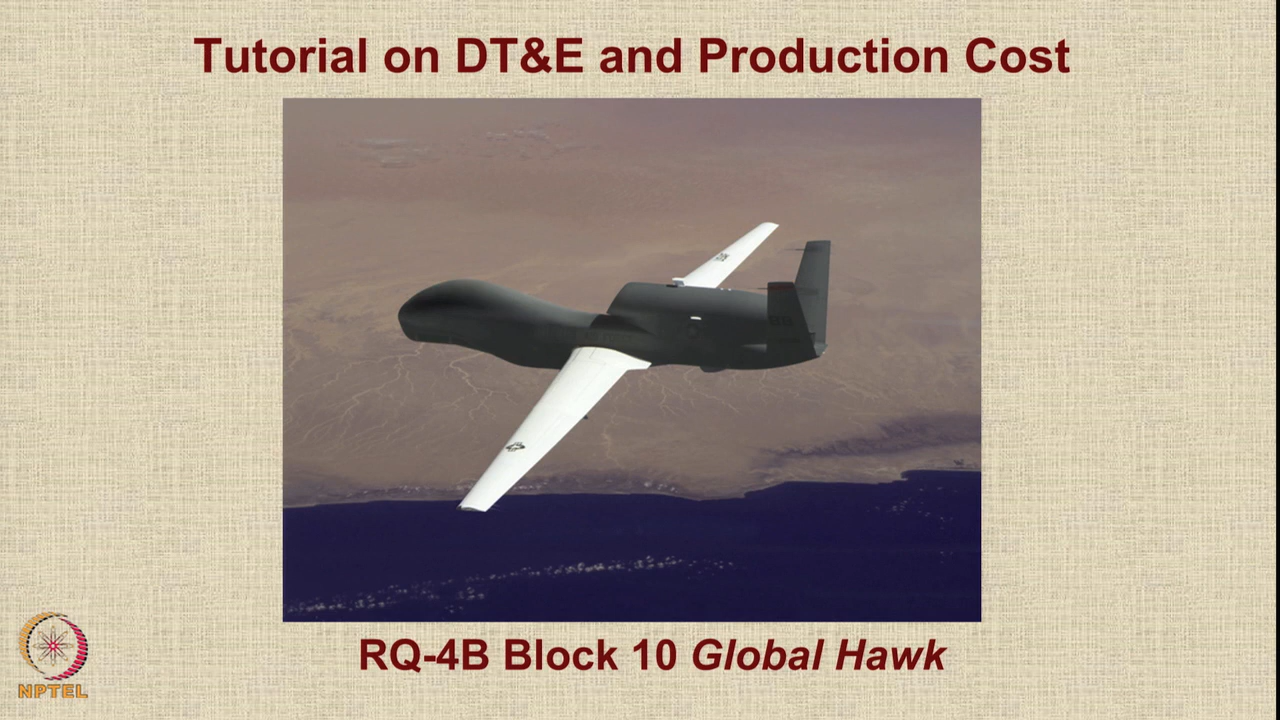 Tutorial on DT&E and Production Cost
RQ-4B Block 10 Global Hawk
NPTEL